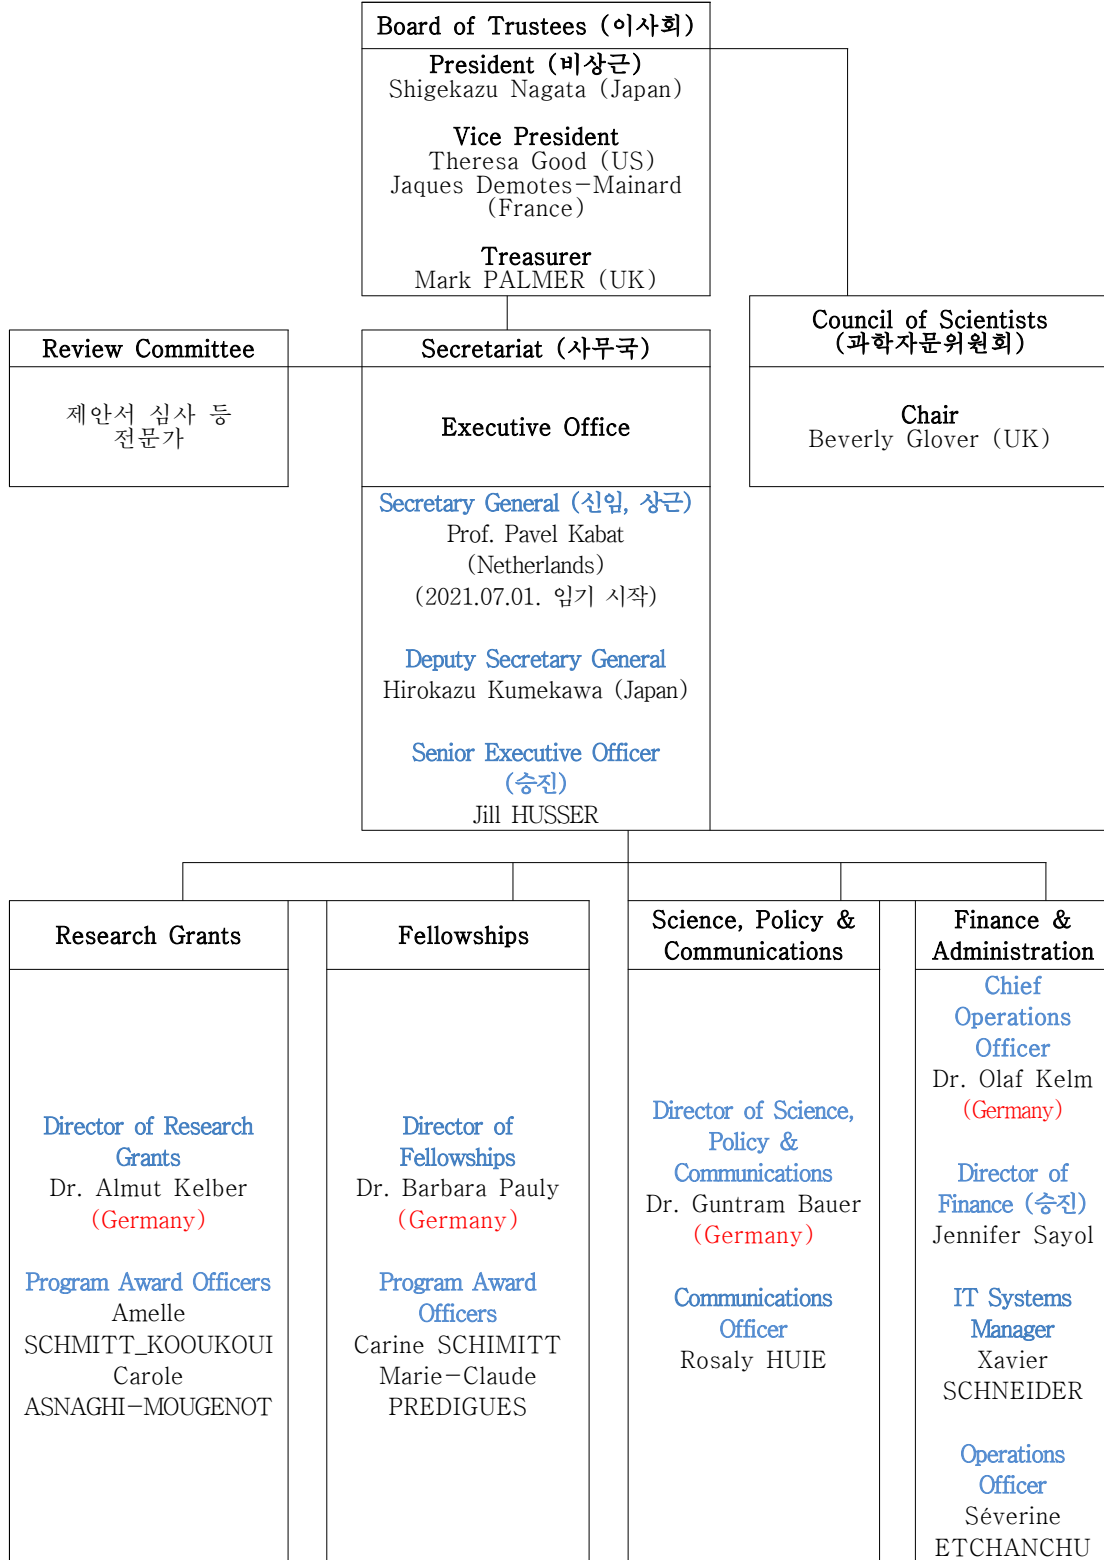 Board of Trustees (이사회)
President (비상근)
Shigekazu Nagata (Japan)
Vice President
Theresa Good (US)
Jaques Demotes-Mainard
(France)
Treasurer
Mark PALMER (UK)
Council of Scientists
(과학자문위원회)
Chair
Beverly Glover (UK)
Review Committee
제안서 심사 등
전문가
Secretariat (사무국)
Executive Office
Secretary General (신임, 상근)
Prof. Pavel Kabat
(Netherlands)
(2021.07.01. 임기 시작)
Deputy Secretary General
Hirokazu Kumekawa (Japan)
Senior Executive Officer
(승진)
Jill HUSSER
Research Grants
Director of Research
Grants
Dr. Almut Kelber
(Germany)
Program Award Officers
Amelle
SCHMITT_KOOUKOUI
Carole
ASNAGHI-MOUGENOT
Fellowships
Director of
Fellowships
Dr. Barbara Pauly
(Germany)
Program Award
Officers
Carine SCHIMITT
Marie-Claude
PREDIGUES
Science, Policy &
Communications
Director of Science,
Policy &
Communications
Dr. Guntram Bauer
(Germany)
Communications
Officer
Rosaly HUIE
Finance &
Administration
Chief
Operations
Officer
Dr. Olaf Kelm
(Germany)
Director of
Finance (승진)
Jennifer Sayol
IT Systems
Manager
Xavier
SCHNEIDER
Operations
Officer
Séverine
ETCHANCHU